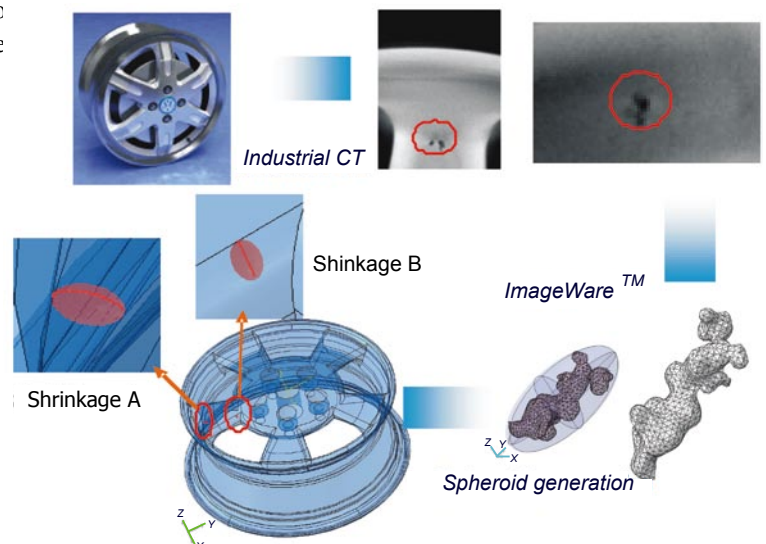 Industrial CT
Shinkage B
ImageWare TM
Shrinkage A
Z Y X
Spheroid generation
Z Y